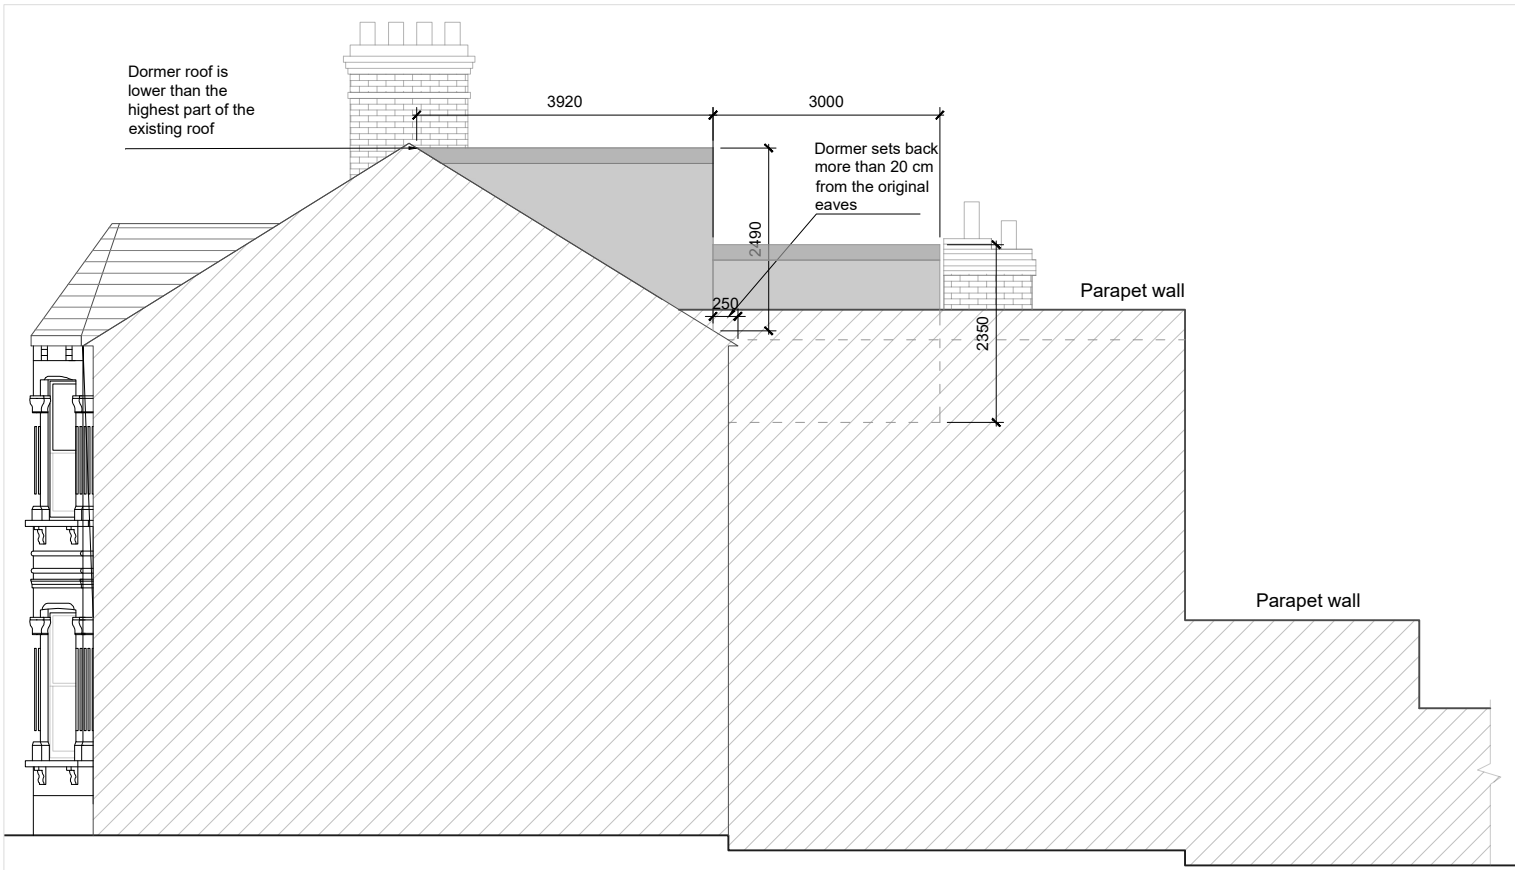 Dormer roof is
lower than the
highest part of the
existing roof
3920
3000
Dormer sets back
more than 20 cm
from the original
eaves
2490
250
2350
Parapet wall
Parapet wall